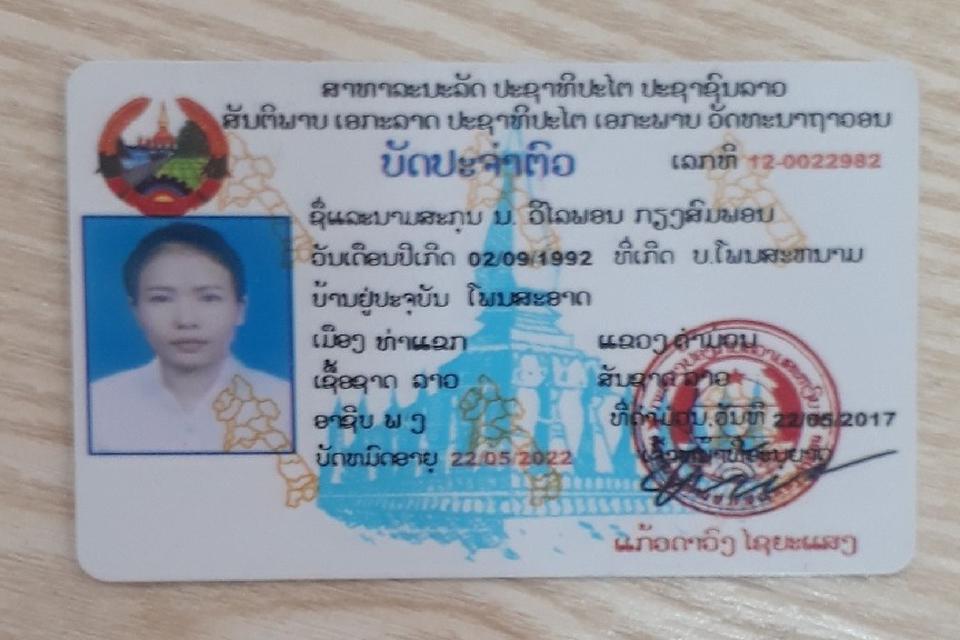 ສາທາລະນະລັດ ປະຊາທິປະໄຕ ປະຊາຊົນລາວ
ສັນຕິພາບ ເອກະລາດ ປະຊາທິປະໄຕ ເອກະພາບ ວັດທະນາຖາວອນ
ບັດປະຈຳຕົວ ເລກທີ 12-0022982
ຊື່ແລະນາມສະກຸນ ນ. ວິໄລພອນ ກຽງສົມພອນ
ວັນເດືອນປີເກີດ 02/09/1992 ທີ່ເກີດ ບ.ໂພນສະຫນາມ
ບ້ານຢູ່ປະຈຸບັນ ໂພນສະອາດ
ເມືອງ ທ່າແຂກ ແຂວງ ຄຳມ່ວນ
ເຊື້ອຊາດ ລາວ ສັນຊາດ ລາວ
ອາຊີບ ພ.ງ ທີ່ຄຳມ່ວນ.ວັນທີ 22/05/2017
ບັດຫມົດອາຍຸ 22/05/2022
ແກ້ວດາວົງ ໄຊຍະແສງ